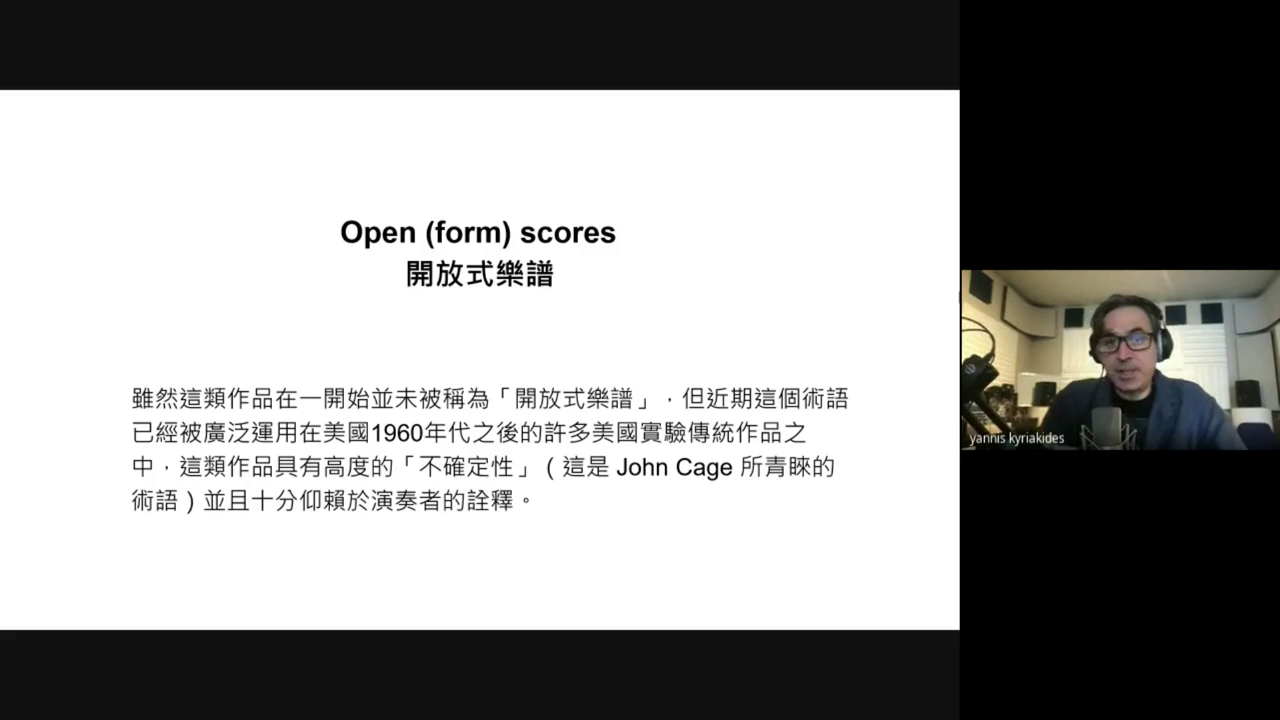 Open (form) scores
開放式樂譜
雖然這類作品在一開始並未被稱為「開放式樂譜」，但近期這個術語
已經被廣泛運用在美國1960年代之後的許多美國實驗傳統作品之
中，這類作品具有高度的「不確定性」（這是 John Cage 所青睞的
術語）並且十分仰賴於演奏者的詮釋。
yannis kyriakides